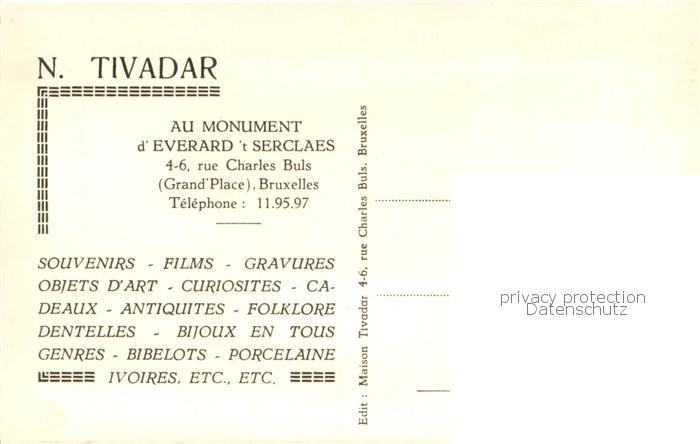 N. TIVADAR
AU MONUMENT
d' EVERARD 't SERCLAES
4-6, rue Charles Buls
(Grand'Place), Bruxelles
Téléphone : 11.95.97
SOUVENIRS - FILMS - GRAVURES
OBJETS D'ART - CURIOSITES - CA-
DEAUX - ANTIQUITES - FOLKLORE
DENTELLES - BIJOUX EN TOUS
GENRES - BIBELOTS - PORCELAINE
IVOIRES, ETC., ETC.
Edit : Maison Tivadar 4-6, rue Charles Buls, Bruxelles
privacy protection
Datenschutz